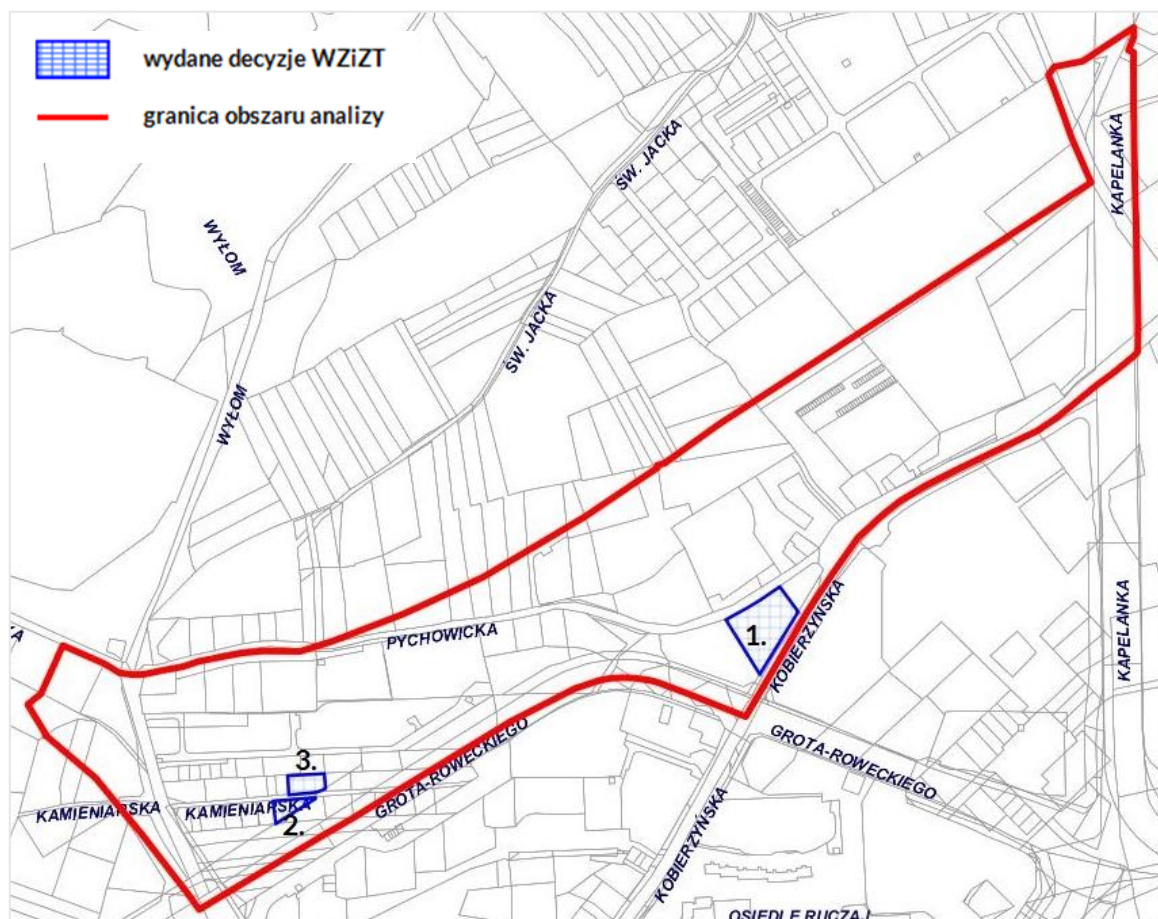 wydane decyzje WZiZT
granica obszaru analizy
KAPELANKA
ŚW. JACKA
WYŁOM
ŚW. JACKA
WYŁOM
PYCHOWICKA
1.
KOBIERZYŃSKA
KAPELANKA
KA
GROTA-ROWECKIEGO
GROTA-ROWECKIEGO
3.
KAMIENIARSKA
KAMIENIARSKA
2.
KOBIERZYŃSKA
OSIEDLE RUCZAJ